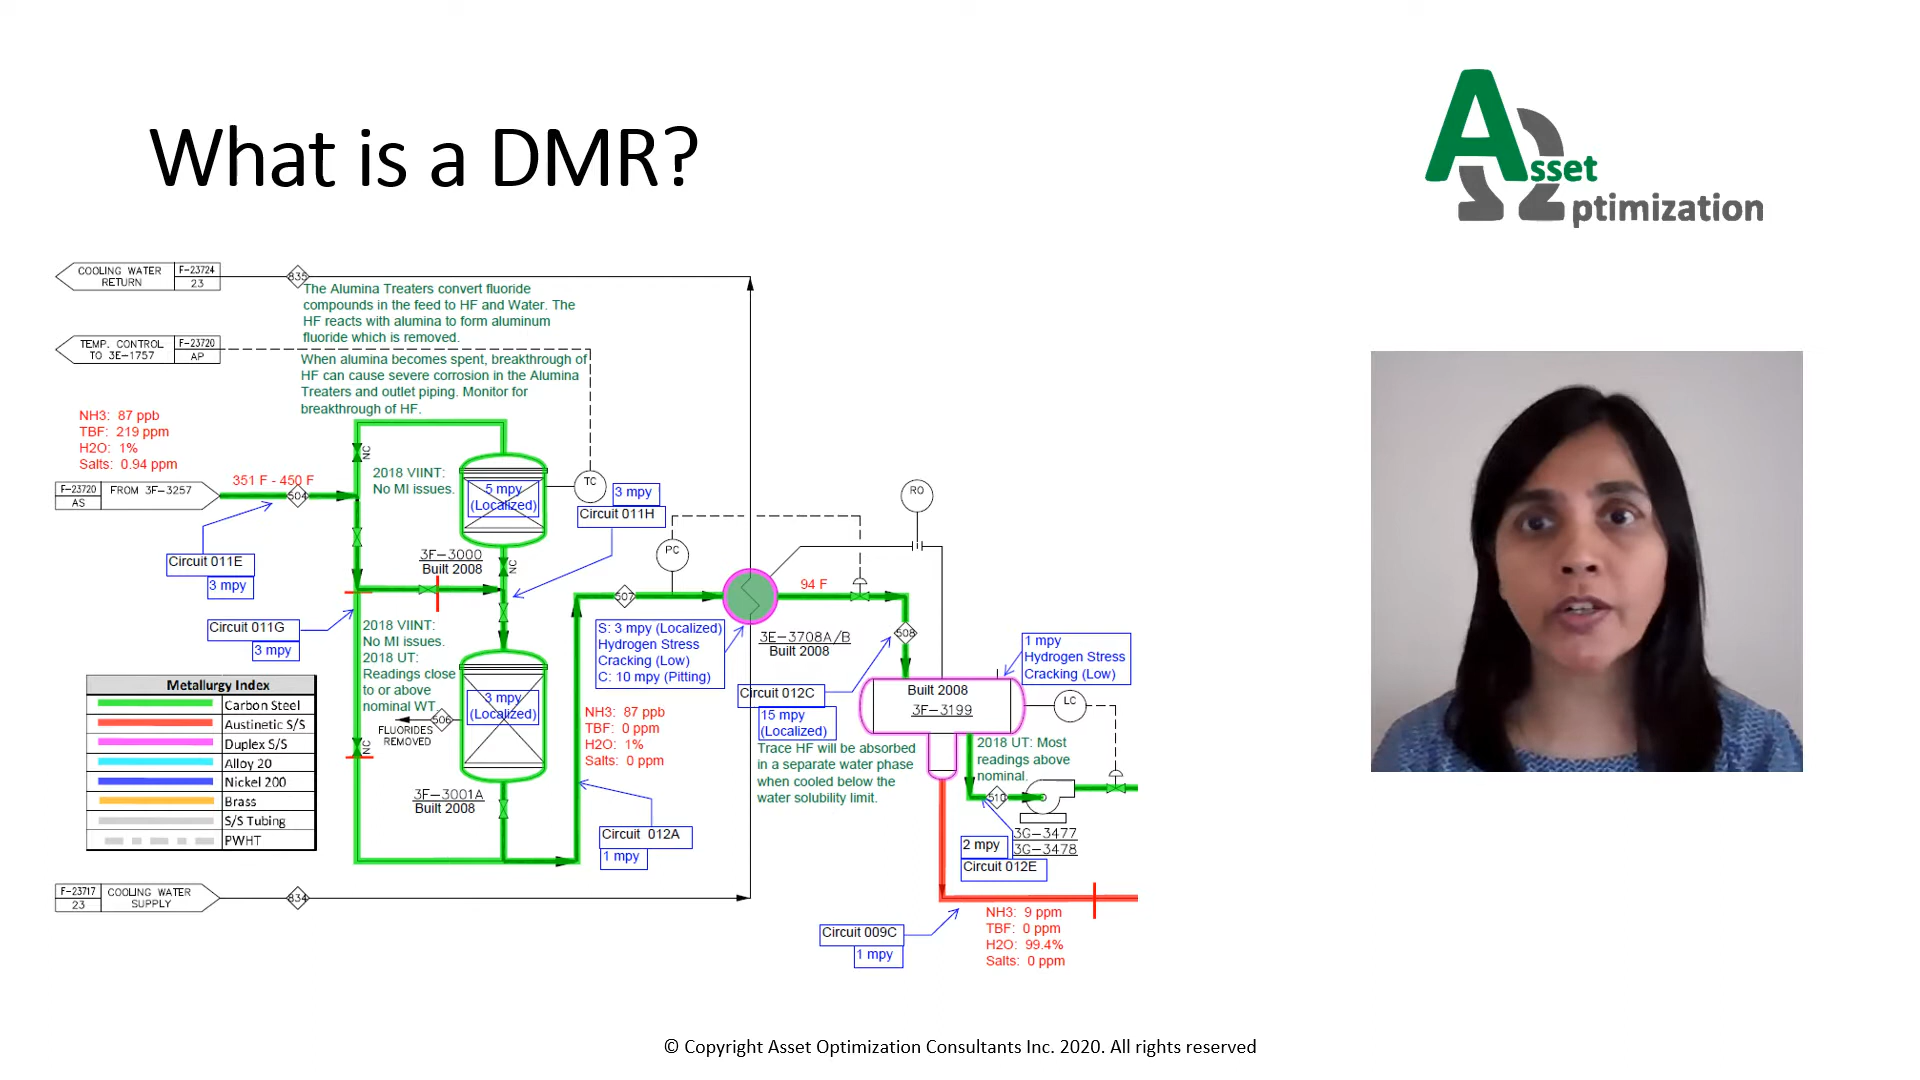 What is a DMR?
Asset
Optimization
COOLING WATER
RETURN
F-23724
23
835
The Alumina Treaters convert fluoride
compounds in the feed to HF and Water. The
HF reacts with alumina to form aluminum
fluoride which is removed.
TEMP. CONTROL
TO 3E-1757
F-23720
AP
When alumina becomes spent, breakthrough of
HF can cause severe corrosion in the Alumina
Treaters and outlet piping. Monitor for
breakthrough of HF.
NH3: 87 ppb
TBF: 219 ppm
H2O: 1%
Salts: 0.94 ppm
351 F - 450 F
F-23720
AS
FROM 3F-3257
504
NC
2018 VIINT:
No MI issues.
5 mpy
(Localized)
TC
3 mpy
Circuit 011H
RO
Circuit 011E
3 mpy
3F-3000
Built 2008
NC
PC
507
94 F
Circuit 011G
3 mpy
2018 VIINT:
No MI issues.
2018 UT:
Readings close
to or above
nominal WT.
S: 3 mpy (Localized)
Hydrogen Stress
Cracking (Low)
C: 10 mpy (Pitting)
3E-3708A/B
Built 2008
508
1 mpy
Hydrogen Stress
Cracking (Low)
Metallurgy Index
Carbon Steel
Austinetic S/S
Duplex S/S
Alloy 20
Nickel 200
Brass
S/S Tubing
PWHT
3 mpy
(Localized)
506
FLUORIDES
REMOVED
NC
NH3: 87 ppb
TBF: 0 ppm
H2O: 1%
Salts: 0 ppm
Circuit 012C
15 mpy
(Localized)
Trace HF will be absorbed
in a separate water phase
when cooled below the
water solubility limit.
Built 2008
3F-3199
LC
2018 UT: Most
readings above
nominal.
510
3F-3001A
Built 2008
Circuit 012A
1 mpy
3G-3477
3G-3478
2 mpy
Circuit 012E
F-23717
23
COOLING WATER
SUPPLY
834
Circuit 009C
1 mpy
NH3: 9 ppm
TBF: 0 ppm
H2O: 99.4%
Salts: 0 ppm
© Copyright Asset Optimization Consultants Inc. 2020. All rights reserved